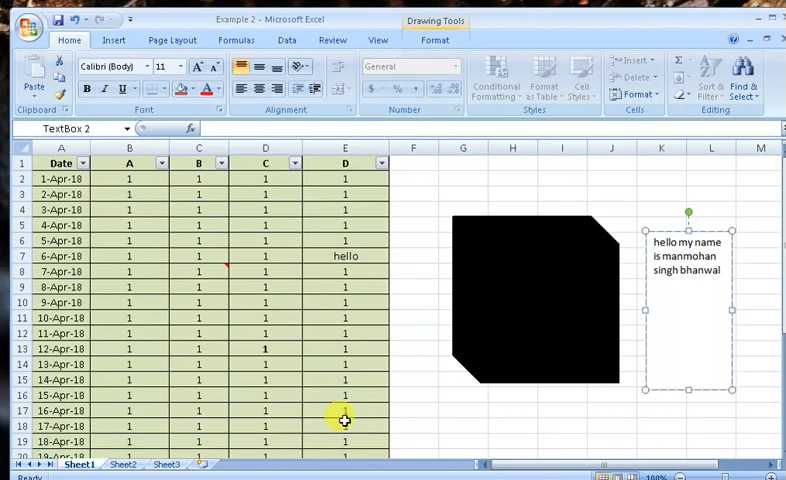 Example 2 - Microsoft Excel
Drawing Tools
Home Insert Page Layout Formulas Data Review View Format
Paste
Clipboard
Calibri (Body) 11
B I U
Font
Alignment
General
$ % ,
Number
Conditional Formatting
Format as Table
Cell Styles
Styles
Insert
Delete
Format
Cells
Sort & Filter
Find & Select
Editing
TextBox 2 fx
A B C D E F G H I J K L M
1 Date A B C D
2 1-Apr-18 1 1 1 1
3 2-Apr-18 1 1 1 1
4 3-Apr-18 1 1 1 1
5 4-Apr-18 1 1 1 1
6 5-Apr-18 1 1 1 1
7 6-Apr-18 1 1 1 hello
8 7-Apr-18 1 1 1 1
9 8-Apr-18 1 1 1 1
10 9-Apr-18 1 1 1 1
11 10-Apr-18 1 1 1 1
12 11-Apr-18 1 1 1 1
13 12-Apr-18 1 1 1 1
14 13-Apr-18 1 1 1 1
15 14-Apr-18 1 1 1 1
16 15-Apr-18 1 1 1 1
17 16-Apr-18 1 1 1 1
18 17-Apr-18 1 1 1
19 18-Apr-18 1 1 1 1
20 19-Apr-18 1 1 1 1
hello my name
is manmohan
singh bhanwal
Sheet1 Sheet2 Sheet3
Ready 100%